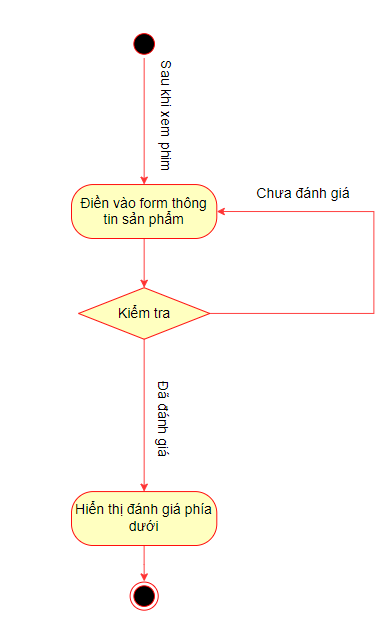 Sau khi xem phim
Điền vào form thông
tin sản phẩm
Chưa đánh giá
Kiểm tra
Đã đánh giá
Hiển thị đánh giá phía
dưới